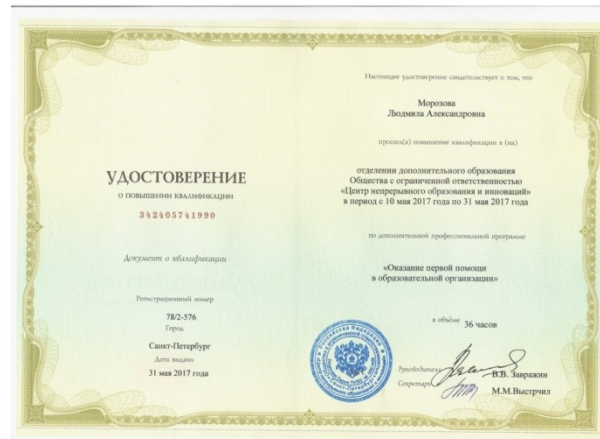 УДОСТОВЕРЕНИЕ
О ПОВЫШЕНИИ КВАЛИФИКАЦИИ
342405741990
Документ о квалификации
Регистрационный номер
78/2-576
Город
Санкт-Петербург
Дата выдачи
31 мая 2017 года
Настоящее удостоверение свидетельствует о том, что
Морозова
Людмила Александровна
прошел(а) повышение квалификации в (на)
отделении дополнительного образования
Общества с ограниченной ответственностью
«Центр непрерывного образования и инноваций»
в период с 10 мая 2017 года по 31 мая 2017 года
по дополнительной профессиональной программе
«Оказание первой помощи
в образовательной организации»
в объёме 36 часов
Руководитель В.В. Завражин
Секретарь М.М.Выстрчил